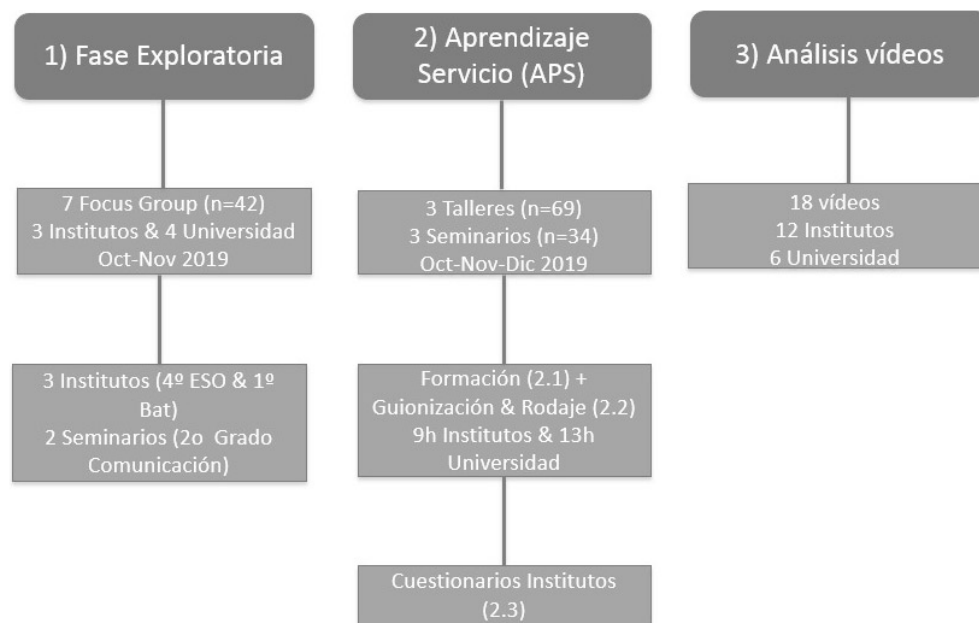 1) Fase Exploratoria
7 Focus Group (n=42)
3 Institutos & 4 Universidad
Oct-Nov 2019
3 Institutos (4º ESO & 1º
Bat)
2 Seminarios (2o Grado
Comunicación)
2) Aprendizaje
Servicio (APS)
3 Talleres (n=69)
3 Seminarios (n=34)
Oct-Nov-Dic 2019
Formación (2.1) +
Guionización & Rodaje (2.2)
9h Institutos & 13h
Universidad
Cuestionarios Institutos
(2.3)
3) Análisis vídeos
18 vídeos
12 Institutos
6 Universidad